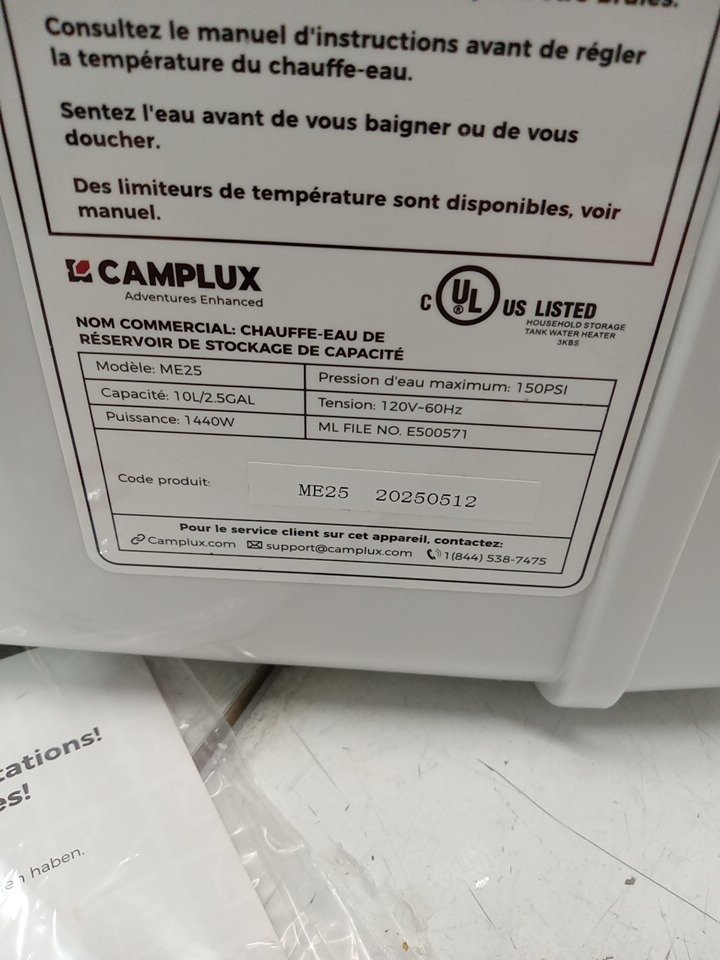 Consultez le manuel d'instructions avant de régler
la température du chauffe-eau.
Sentez l'eau avant de vous baigner ou de vous
doucher.
Des limiteurs de température sont disponibles, voir
manuel.
CAMPLUX
Adventures Enhanced
C UL ® US LISTED
HOUSEHOLD STORAGE
TANK WATER HEATER
3KBS
NOM COMMERCIAL: CHAUFFE-EAU DE
RÉSERVOIR DE STOCKAGE DE CAPACITÉ
Modèle: ME25
Pression d'eau maximum: 150PSI
Capacité: 10L/2.5GAL
Tension: 120V~60Hz
Puissance: 1440W
ML FILE NO. E500571
Code produit: ME25 20250512
Pour le service client sur cet appareil, contactez:
Camplux.com support@camplux.com 1(844) 538-7475
haben.